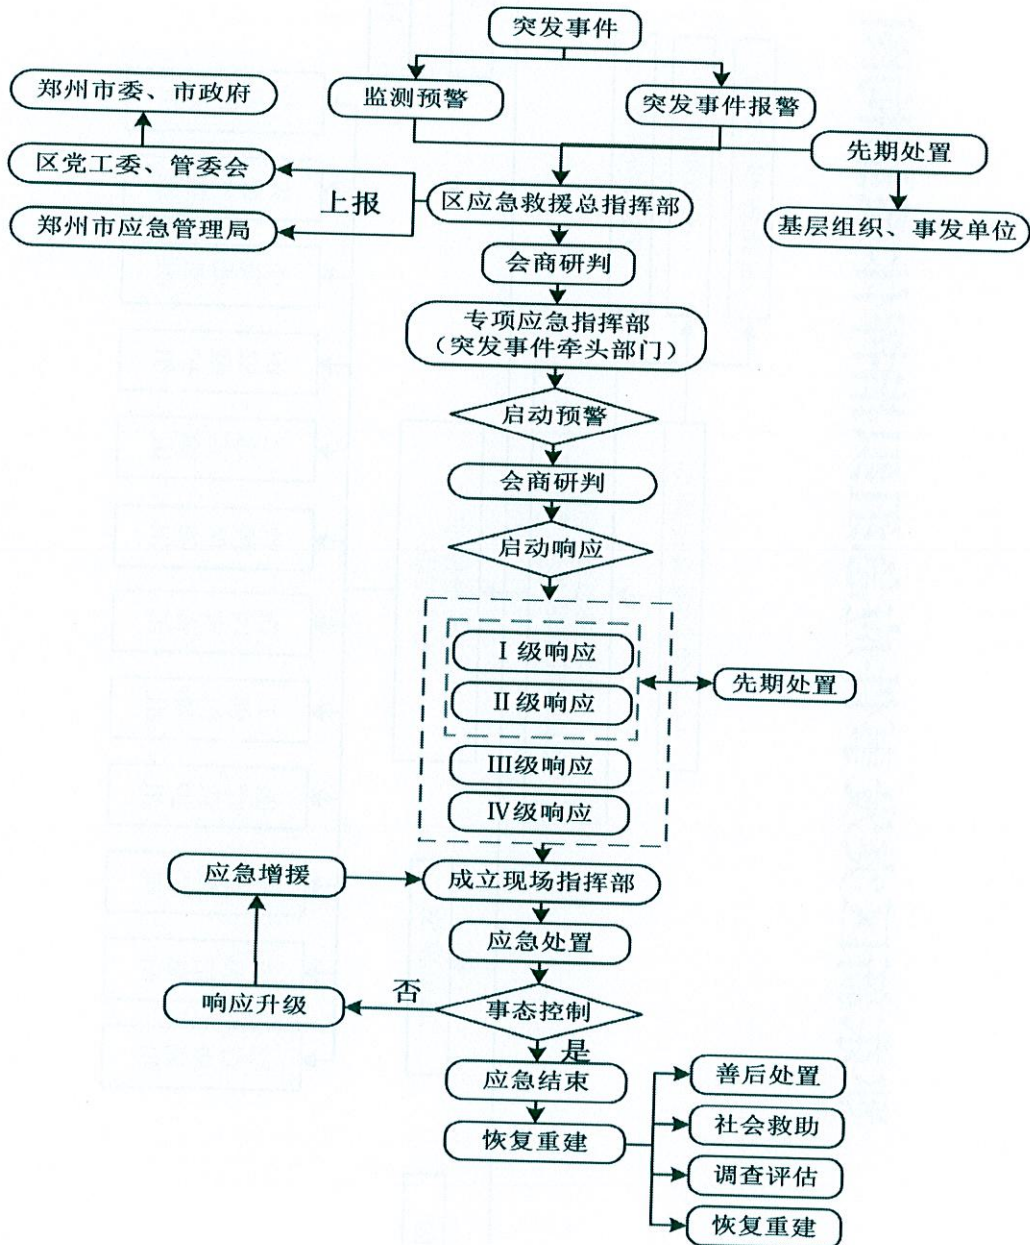 突发事件
郑州市委、市政府
监测预警
突发事件报警
先期处置
区党工委、管委会
上报
区应急救援总指挥部
郑州市应急管理局
基层组织、事发单位
会商研判
专项应急指挥部
（突发事件牵头部门）
启动预警
会商研判
启动响应
I 级响应
II 级响应
先期处置
III级响应
IV级响应
应急增援
成立现场指挥部
应急处置
响应升级
否
事态控制
是
应急结束
善后处置
社会救助
恢复重建
调查评估
恢复重建